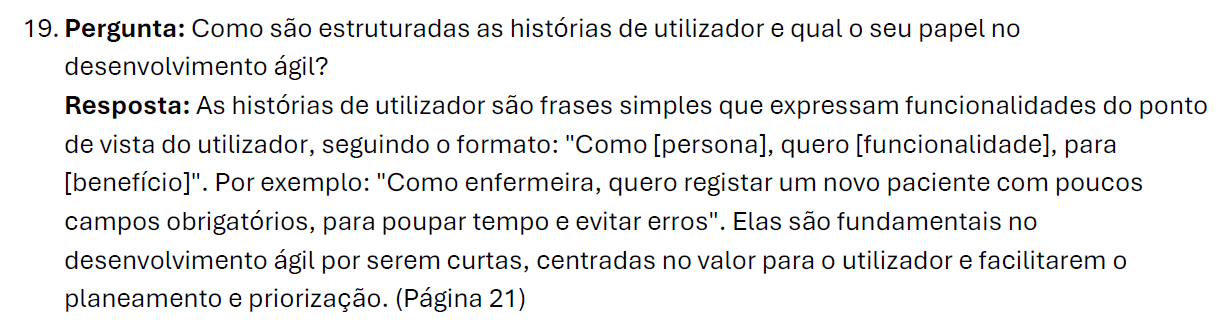 19. Pergunta: Como são estruturadas as histórias de utilizador e qual o seu papel no
desenvolvimento ágil?
Resposta: As histórias de utilizador são frases simples que expressam funcionalidades do ponto
de vista do utilizador, seguindo o formato: "Como [persona], quero [funcionalidade], para
[benefício]". Por exemplo: "Como enfermeira, quero registar um novo paciente com poucos
campos obrigatórios, para poupar tempo e evitar erros". Elas são fundamentais no
desenvolvimento ágil por serem curtas, centradas no valor para o utilizador e facilitarem o
planeamento e priorização. (Página 21)